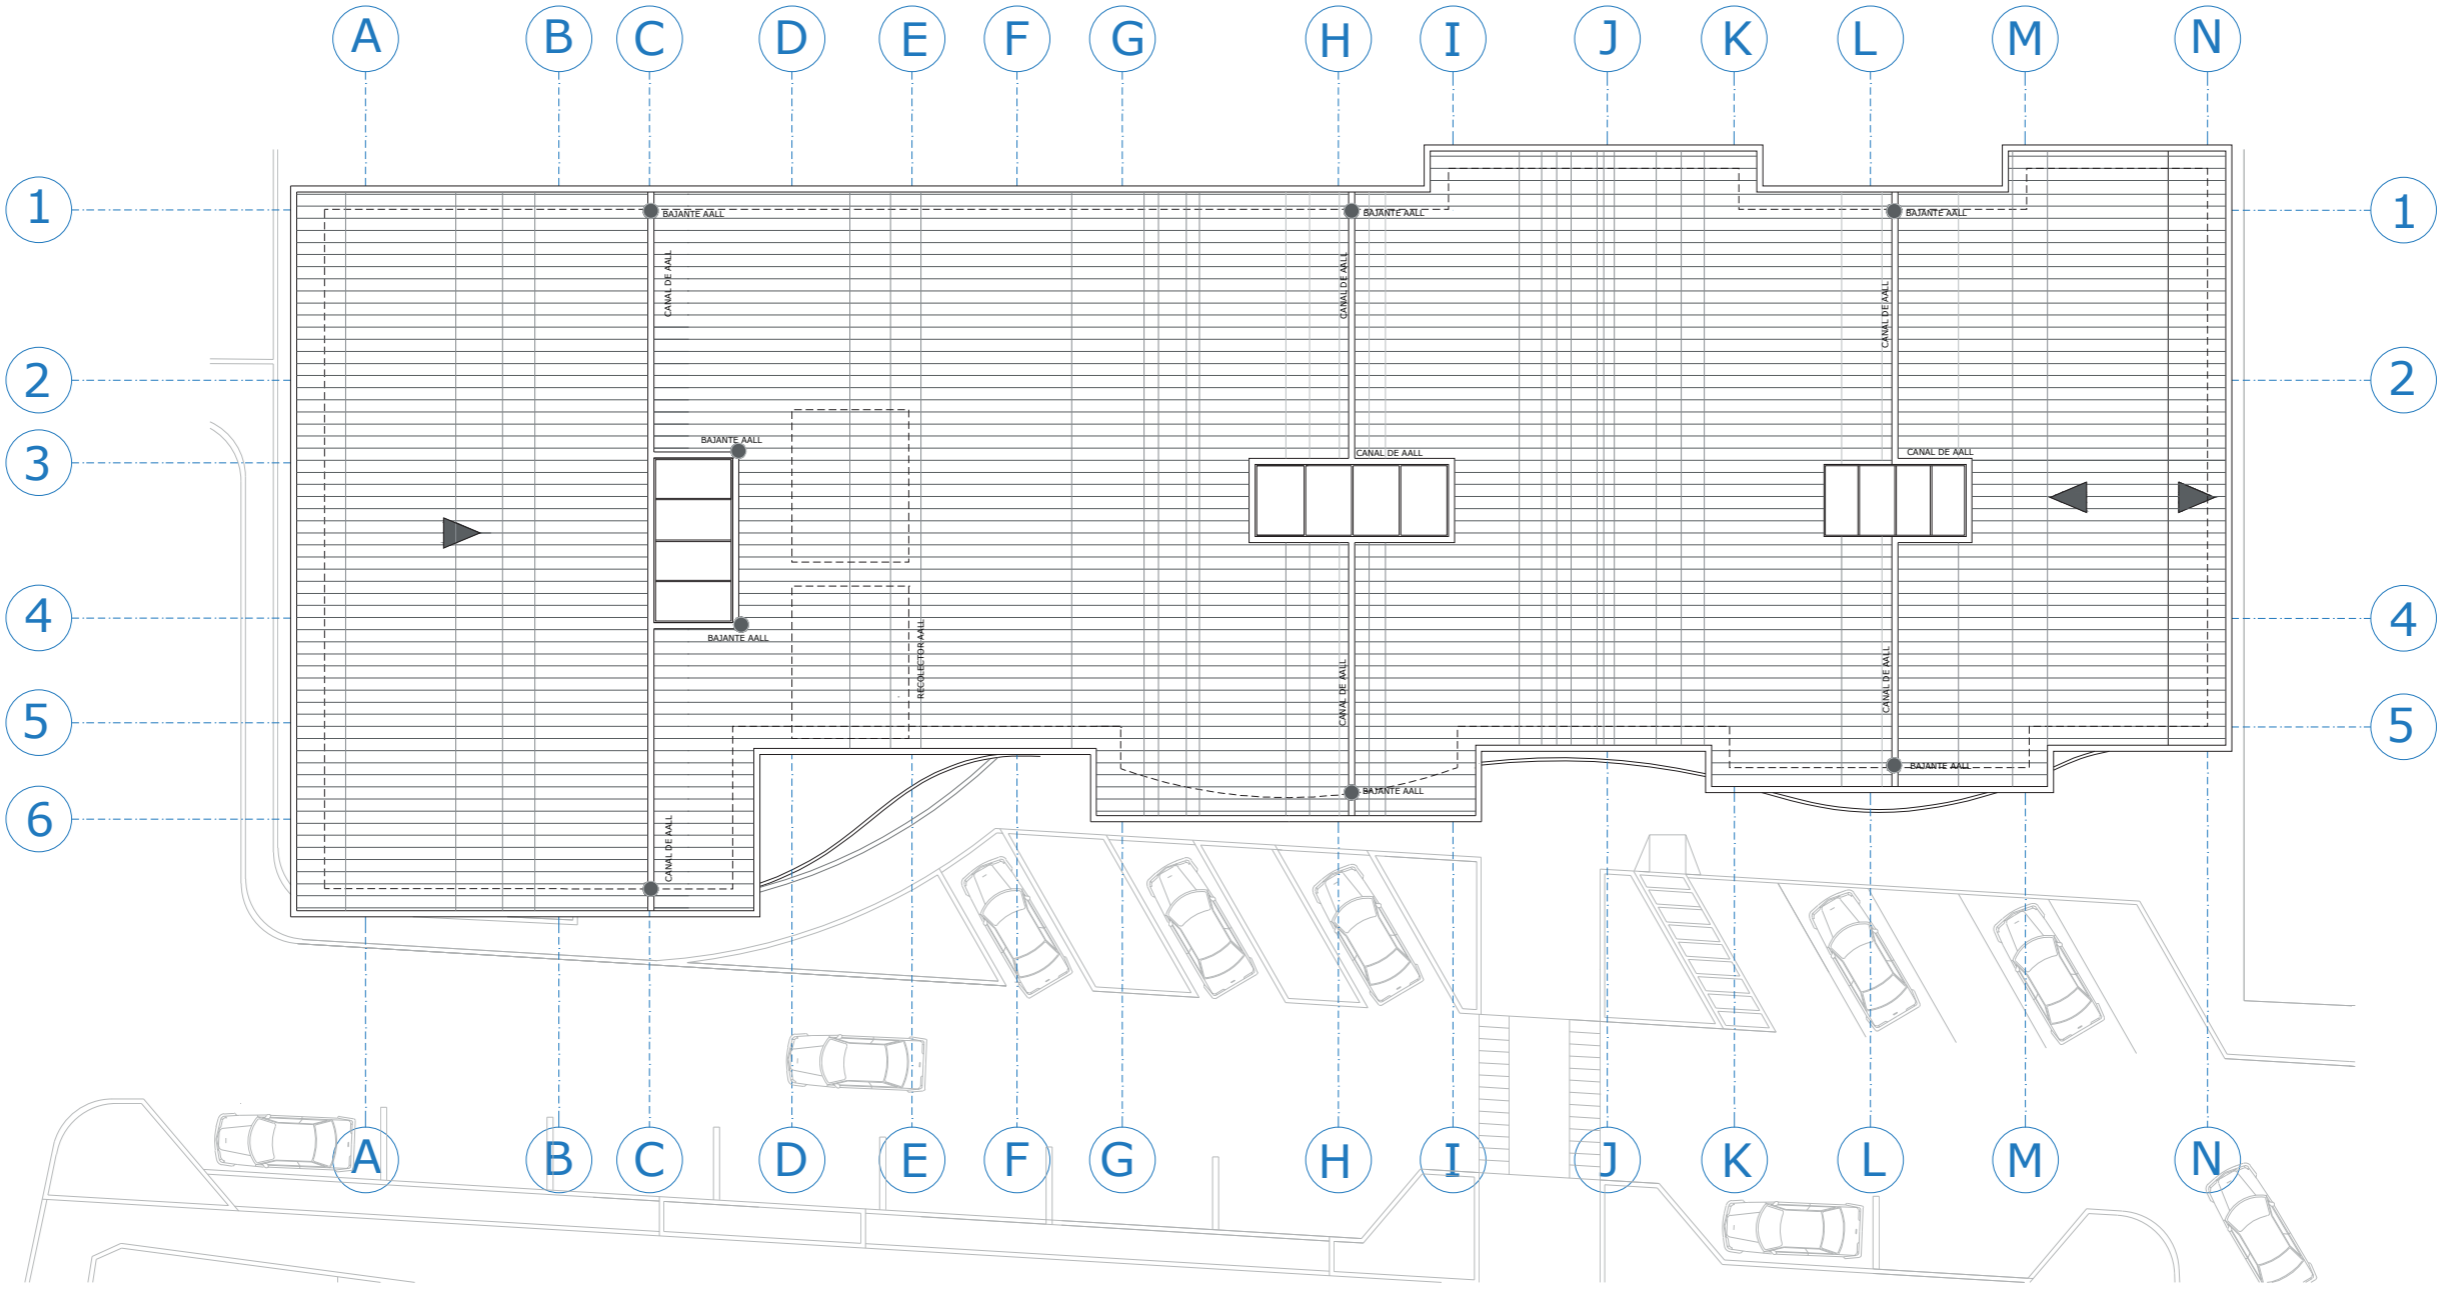 A B C D E F G H I J K L M N
1 1
BAJANTE AALL BAJANTE AALL BAJANTE AALL
CANAL DE AALL CANAL DE AALL CANAL DE AALL
2 2
BAJANTE AALL CANAL DE AALL CANAL DE AALL
3
4 4
BAJANTE AALL
RECOLECTOR AALL CANAL DE AALL CANAL DE AALL
5 5
BAJANTE AALL
BAJANTE AALL
6
CANAL DE AALL
A B C D E F G H I J K L M N